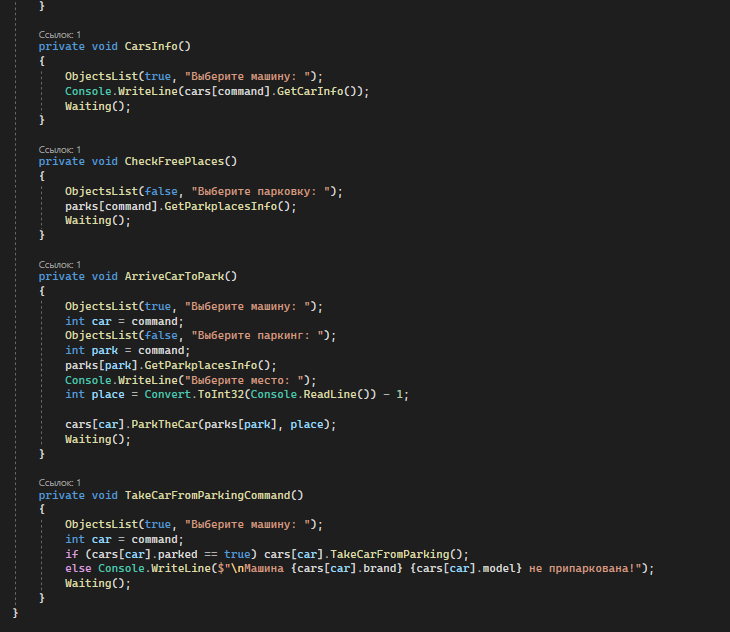 }
Ссылок: 1
private void CarsInfo()
{
ObjectsList(true, "Выберите машину: ");
Console.WriteLine(cars[command].GetCarInfo());
Waiting();
}
Ссылок: 1
private void CheckFreePlaces()
{
ObjectsList(false, "Выберите парковку: ");
parks[command].GetParkplacesInfo();
Waiting();
}
Ссылок: 1
private void ArriveCarToPark()
{
ObjectsList(true, "Выберите машину: ");
int car = command;
ObjectsList(false, "Выберите паркинг: ");
int park = command;
parks[park].GetParkplacesInfo();
Console.WriteLine("Выберите место: ");
int place = Convert.ToInt32(Console.ReadLine()) - 1;
cars[car].ParkTheCar(parks[park], place);
Waiting();
}
Ссылок: 1
private void TakeCarFromParkingCommand()
{
ObjectsList(true, "Выберите машину: ");
int car = command;
if (cars[car].parked == true) cars[car].TakeCarFromParking();
else Console.WriteLine($"\nМашина {cars[car].brand} {cars[car].model} не припаркована!");
Waiting();
}
}